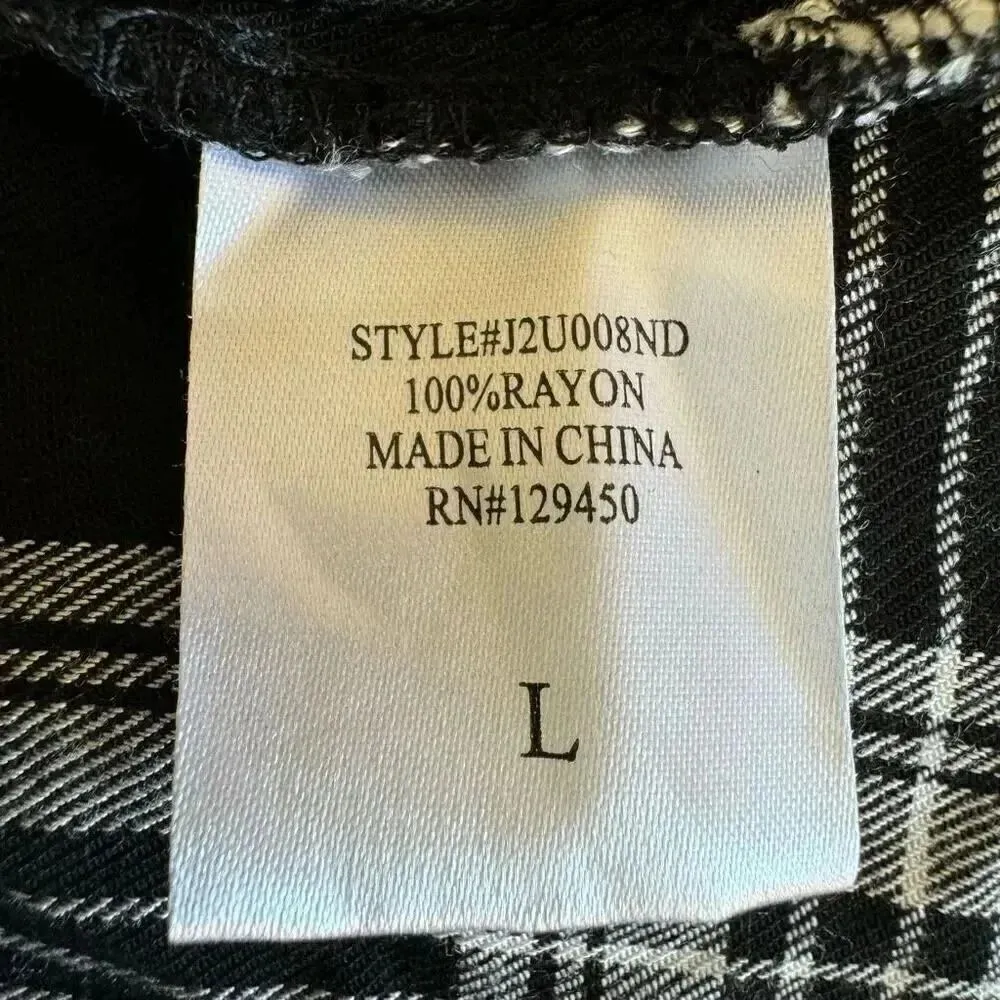 STYLE#J2U008ND
100%RAYON
MADE IN CHINA
RN#129450
L